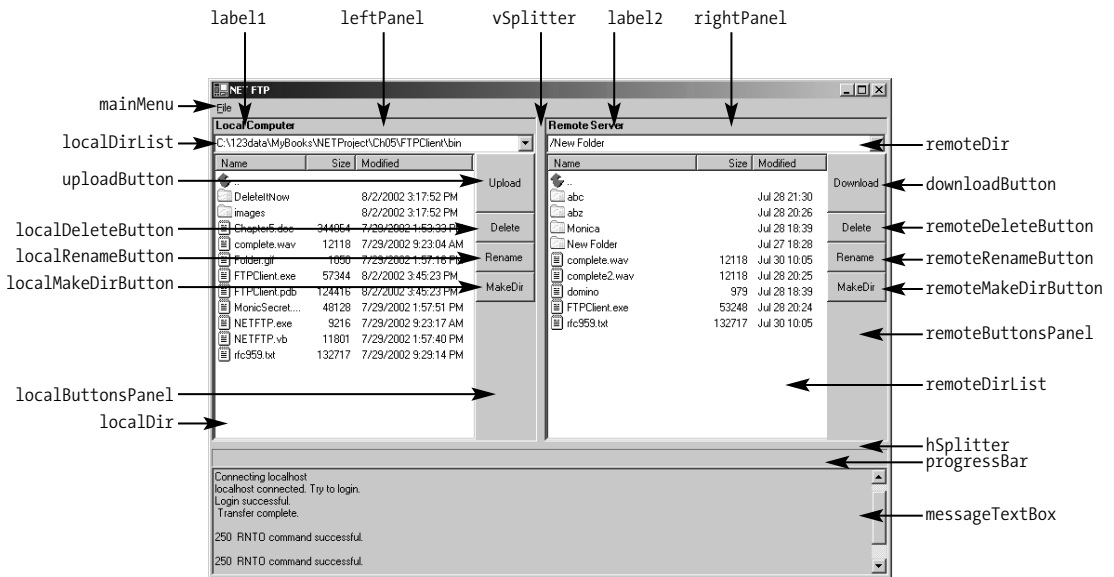 label1 leftPanel vSplitter label2 rightPanel
.NET FTP
mainMenu
File
Local Computer Remote Server
localDirList C:\123data\MyBooks\NETProject\Ch05\FTPClient\bin /New Folder remoteDir
Name Size Modified Name Size Modified
uploadButton .. Upload .. Download downloadButton
DeleteItNow 8/2/2002 3:17:52 PM abc Jul 28 21:30
images 8/2/2002 3:17:52 PM abz Jul 28 20:26
localDeleteButton Chapter5.doc 344064 7/29/2002 1:53:33 PM Delete Monica Jul 28 18:39 Delete remoteDeleteButton
complete.wav 12118 7/29/2002 9:23:04 AM New Folder Jul 27 18:28
localRenameButton Folder.gif 1050 7/29/2002 1:57:16 PM Rename complete.wav 12118 Jul 30 10:05 Rename remoteRenameButton
FTPClient.exe 57344 8/2/2002 3:45:23 PM complete2.wav 12118 Jul 28 20:25
localMakeDirButton FTPClient.pdb 124416 8/2/2002 3:45:23 PM MakeDir domino 979 Jul 28 18:39 MakeDir remoteMakeDirButton
MonicSecret.... 48128 7/29/2002 1:57:51 PM FTPClient.exe 53248 Jul 28 20:24
NETFTP.exe 9216 7/29/2002 9:23:17 AM rfc959.txt 132717 Jul 30 10:05
NETFTP.vb 11801 7/29/2002 1:57:40 PM remoteButtonsPanel
rfc959.txt 132717 7/29/2002 9:29:14 PM
localButtonsPanel remoteDirList
localDir
hSplitter
progressBar
Connecting localhost
localhost connected. Try to login.
Login successful.
Transfer complete.
messageTextBox
250 RNTO command successful.
250 RNTO command successful.